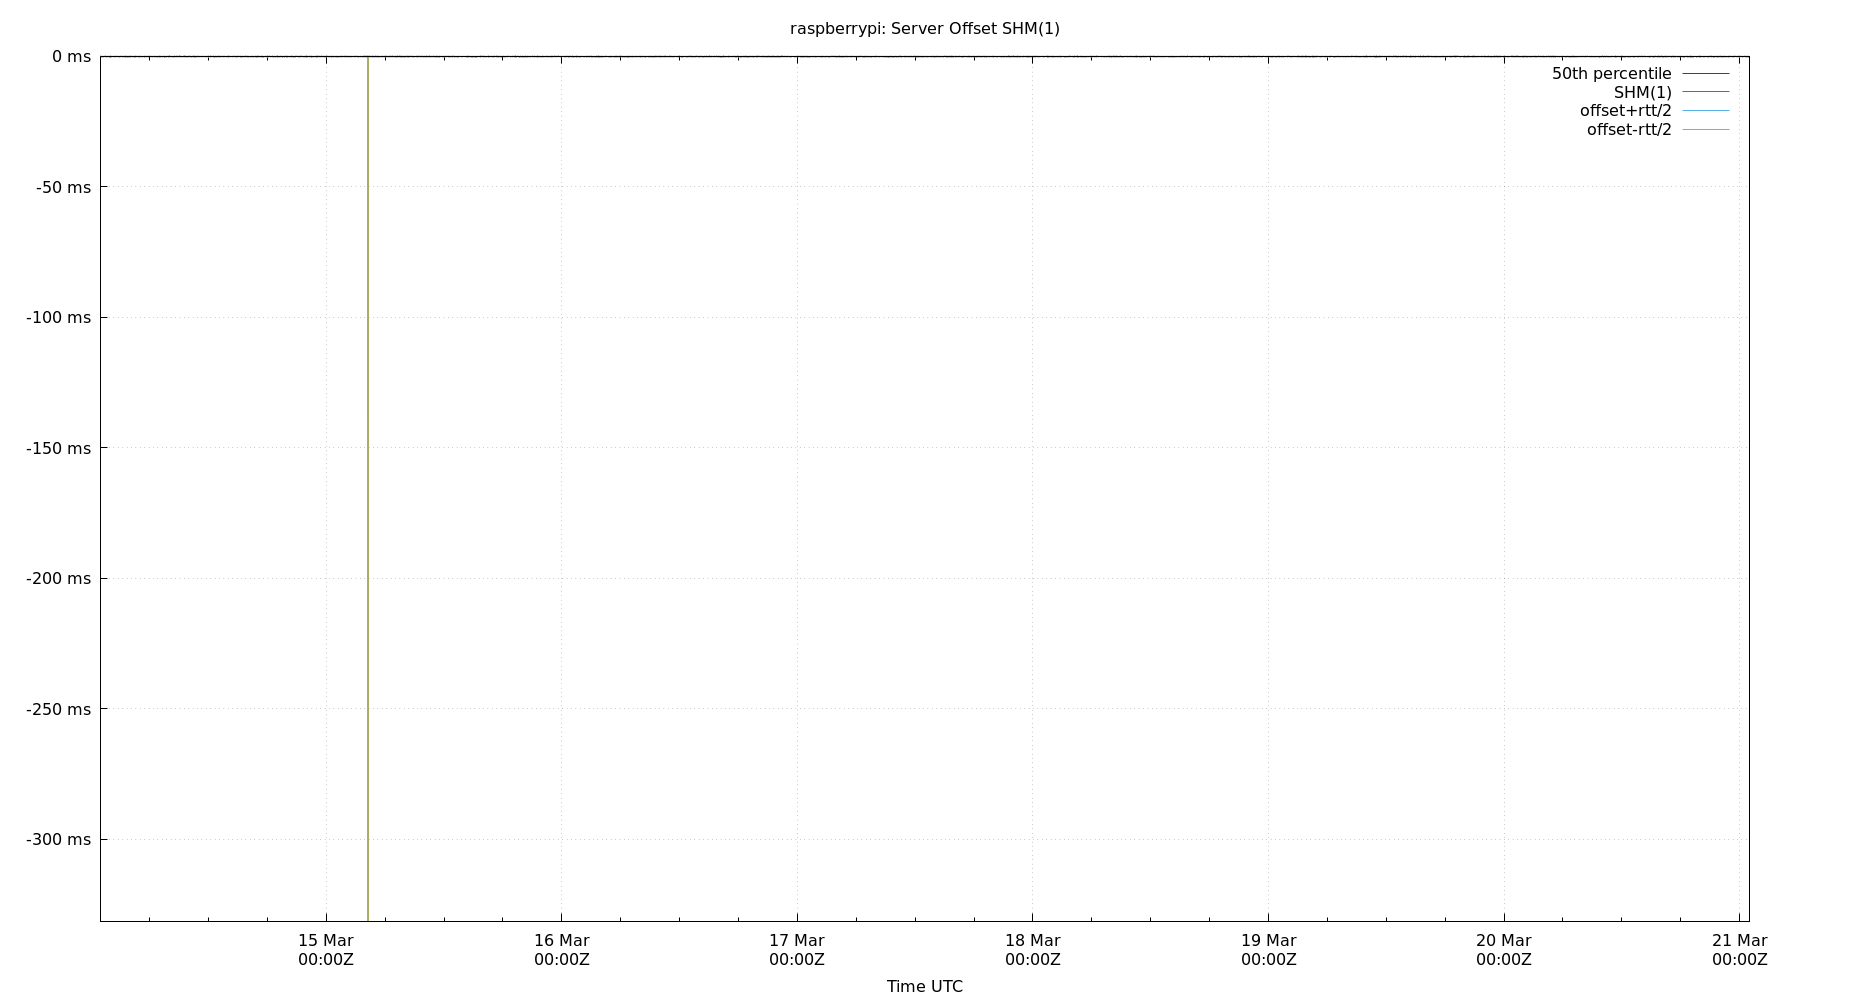 raspberrypi: Server Offset SHM(1)
0 ms
-50 ms
-100 ms
-150 ms
-200 ms
-250 ms
-300 ms
50th percentile
SHM(1)
offset+rtt/2
offset-rtt/2
15 Mar 16 Mar 17 Mar 18 Mar 19 Mar 20 Mar 21 Mar
00:00Z 00:00Z 00:00Z 00:00Z 00:00Z 00:00Z 00:00Z
Time UTC